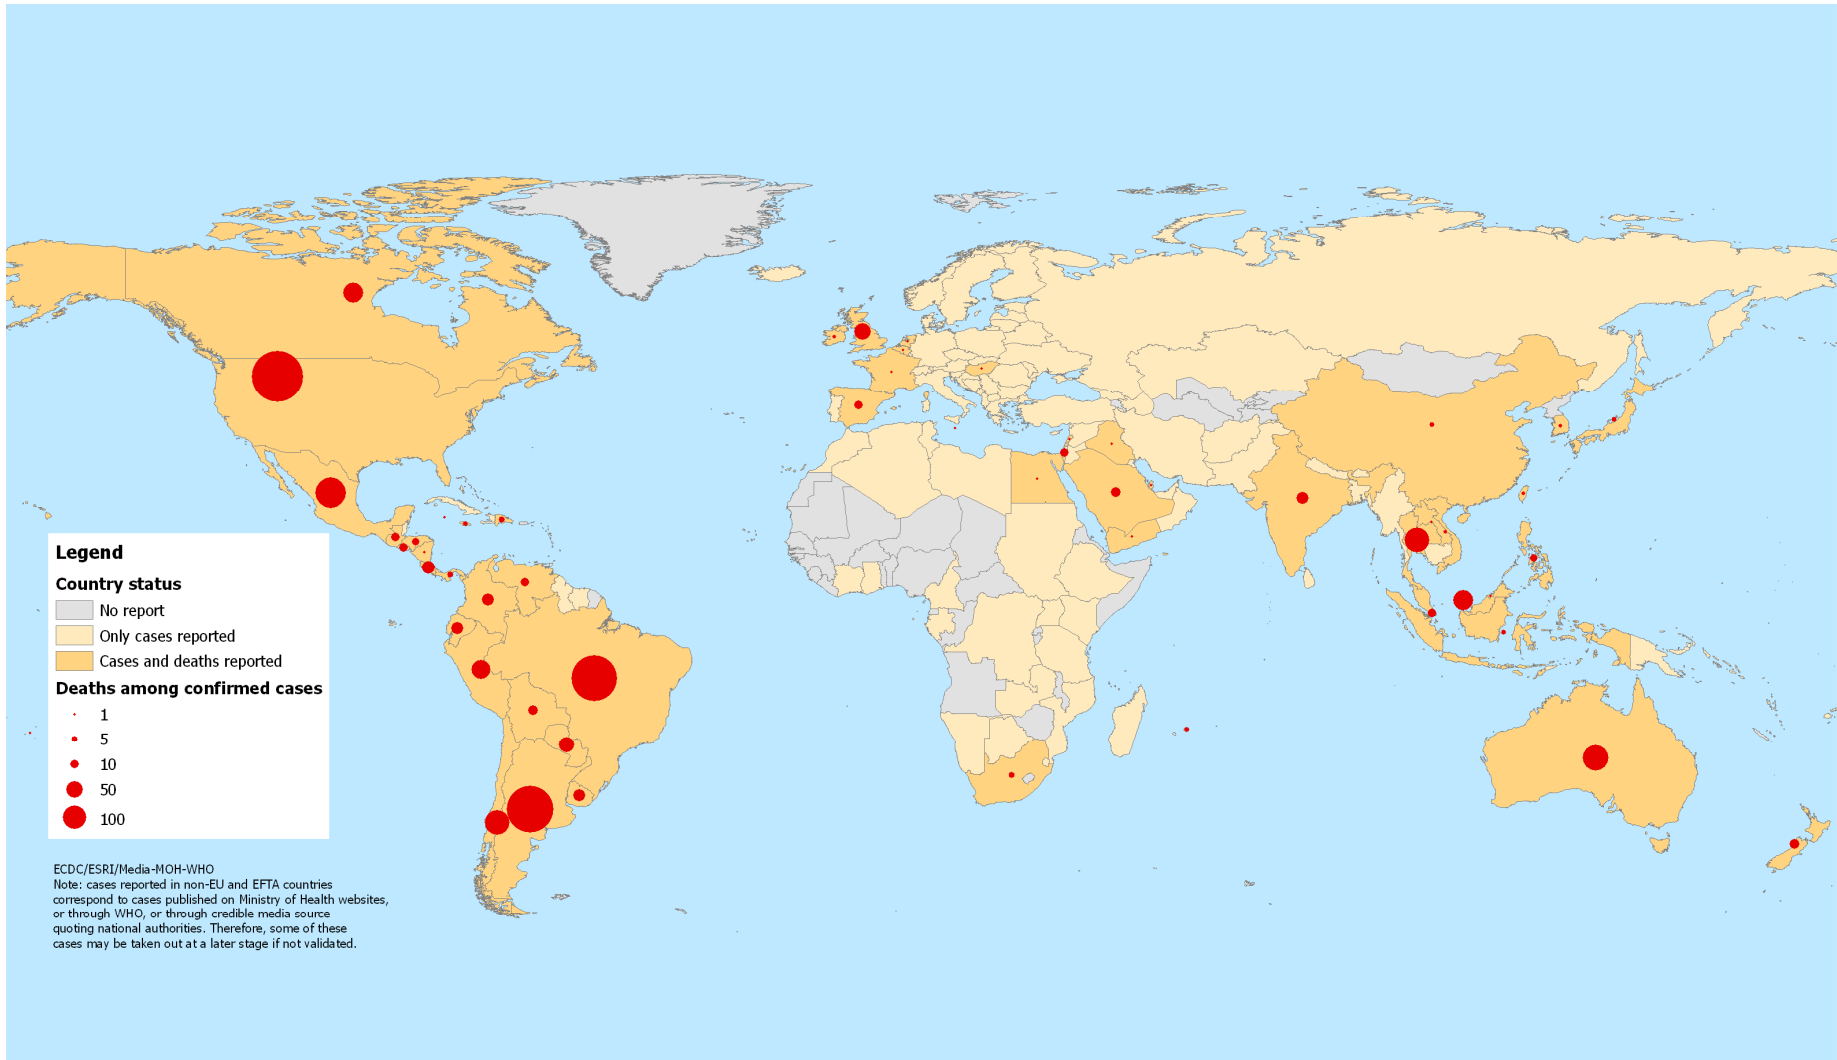 Legend
Country status
No report
Only cases reported
Cases and deaths reported
Deaths among confirmed cases
1
5
10
50
100
ECDC/ESRI/Media-MOH-WHO
Note: cases reported in non-EU and EFTA countries
correspond to cases published on Ministry of Health websites,
or through WHO, or through credible media source
quoting national authorities. Therefore, some of these
cases may be taken out at a later stage if not validated.